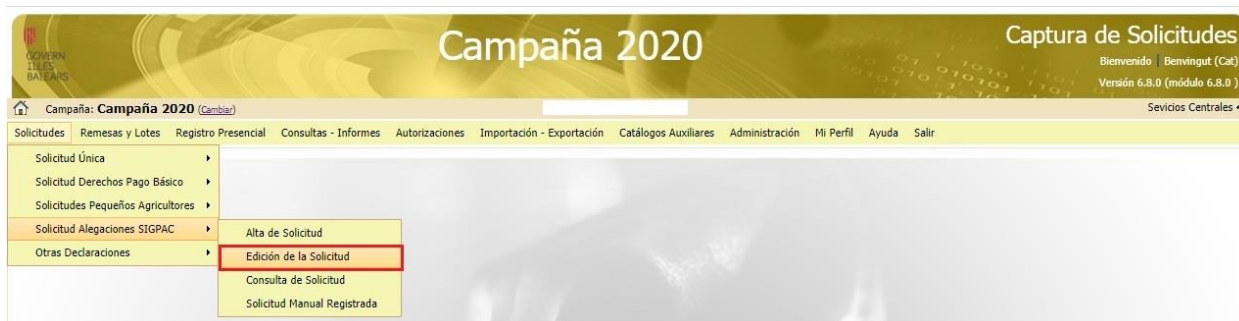 GOVERN
ILLES
BALEARS
Campaña 2020
Captura de Solicitudes
Bienvenido | Benvingut (Cat)
Versión 6.8.0 (módulo 6.8.0 )
Campaña: Campaña 2020 (Cambiar)
Sevicios Centrales
Solicitudes Remesas y Lotes Registro Presencial Consultas - Informes Autorizaciones Importación - Exportación Catálogos Auxiliares Administración Mi Perfil Ayuda Salir
Solicitud Única
Solicitud Derechos Pago Básico
Solicitudes Pequeños Agricultores
Solicitud Alegaciones SIGPAC
Otras Declaraciones
Alta de Solicitud
Edición de la Solicitud
Consulta de Solicitud
Solicitud Manual Registrada